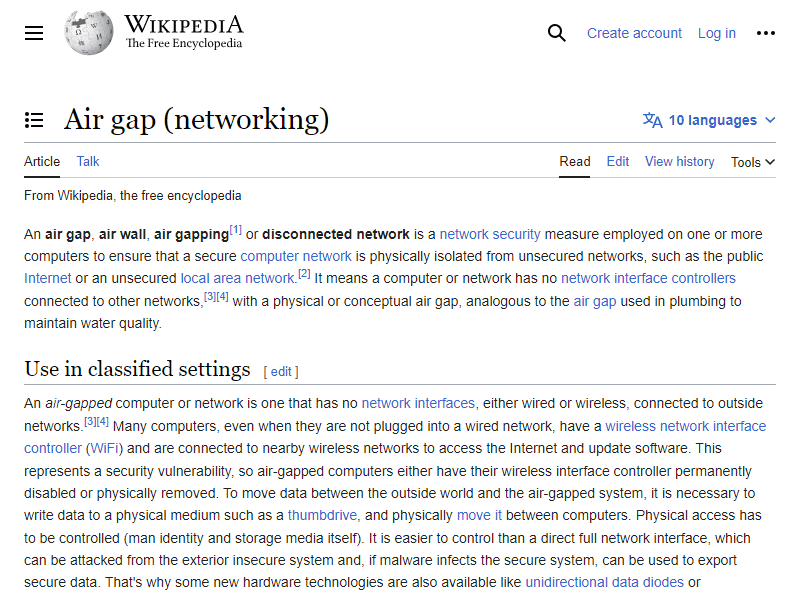 WIKIPEDIA
The Free Encyclopedia
Create account Log in
Air gap (networking)
10 languages
Article Talk Read Edit View history Tools
From Wikipedia, the free encyclopedia
An air gap, air wall, air gapping[1] or disconnected network is a network security measure employed on one or more
computers to ensure that a secure computer network is physically isolated from unsecured networks, such as the public
Internet or an unsecured local area network.[2] It means a computer or network has no network interface controllers
connected to other networks,[3][4] with a physical or conceptual air gap, analogous to the air gap used in plumbing to
maintain water quality.
Use in classified settings [ edit ]
An air-gapped computer or network is one that has no network interfaces, either wired or wireless, connected to outside
networks.[3][4] Many computers, even when they are not plugged into a wired network, have a wireless network interface
controller (WiFi) and are connected to nearby wireless networks to access the Internet and update software. This
represents a security vulnerability, so air-gapped computers either have their wireless interface controller permanently
disabled or physically removed. To move data between the outside world and the air-gapped system, it is necessary to
write data to a physical medium such as a thumbdrive, and physically move it between computers. Physical access has
to be controlled (man identity and storage media itself). It is easier to control than a direct full network interface, which
can be attacked from the exterior insecure system and, if malware infects the secure system, can be used to export
secure data. That's why some new hardware technologies are also available like unidirectional data diodes or